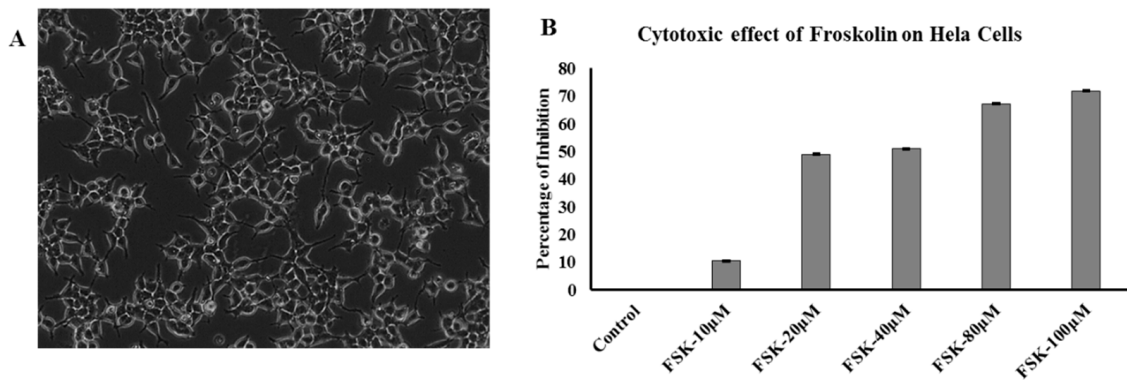 A
B
Cytotoxic effect of Froskolin on Hela Cells
Percentage of Inhibition
80
70
60
50
40
30
20
10
0
Control
FSK-10µM
FSK-20µM
FSK-40µM
FSK-80µM
FSK-100µM